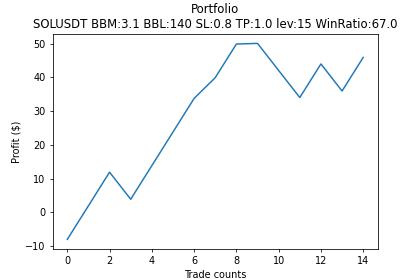 Portfolio
SOLUSDT BBM:3.1 BBL:140 SL:0.8 TP:1.0 lev:15 WinRatio:67.0
Profit ($)
50
40
30
20
10
0
−10
0 2 4 6 8 10 12 14
Trade counts